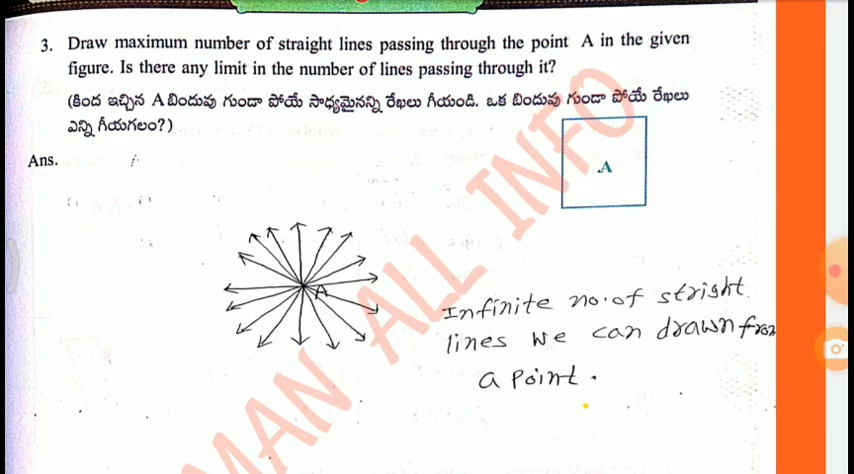 3. Draw maximum number of straight lines passing through the point A in the given
figure. Is there any limit in the number of lines passing through it?
(కింద ఇచ్చిన A బిందువు గుండా పోయే సాధ్యమైనన్ని రేఖలు గీయండి. ఒక బిందువు గుండా పోయే రేఖలు
ఎన్ని గీయగలం?)
Ans.
A
A
Infinite no. of stright
lines we can drawn from
a point.
MAN ALL INFO